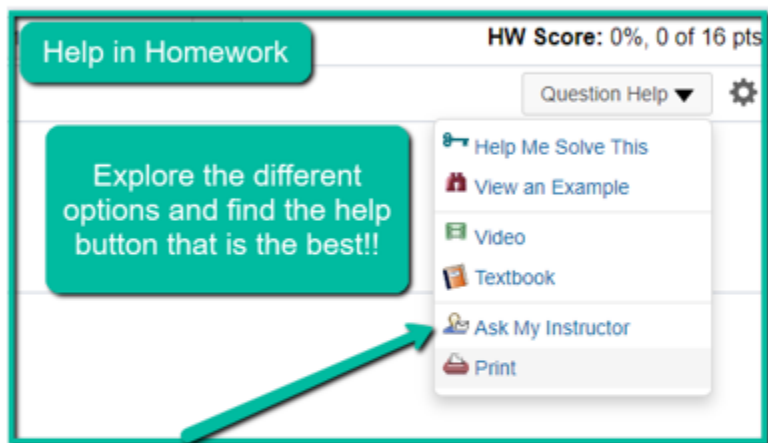 Help in Homework
HW Score: 0%, 0 of 16 pts
Question Help
Explore the different
options and find the help
button that is the best!!
Help Me Solve This
View an Example
Video
Textbook
Ask My Instructor
Print